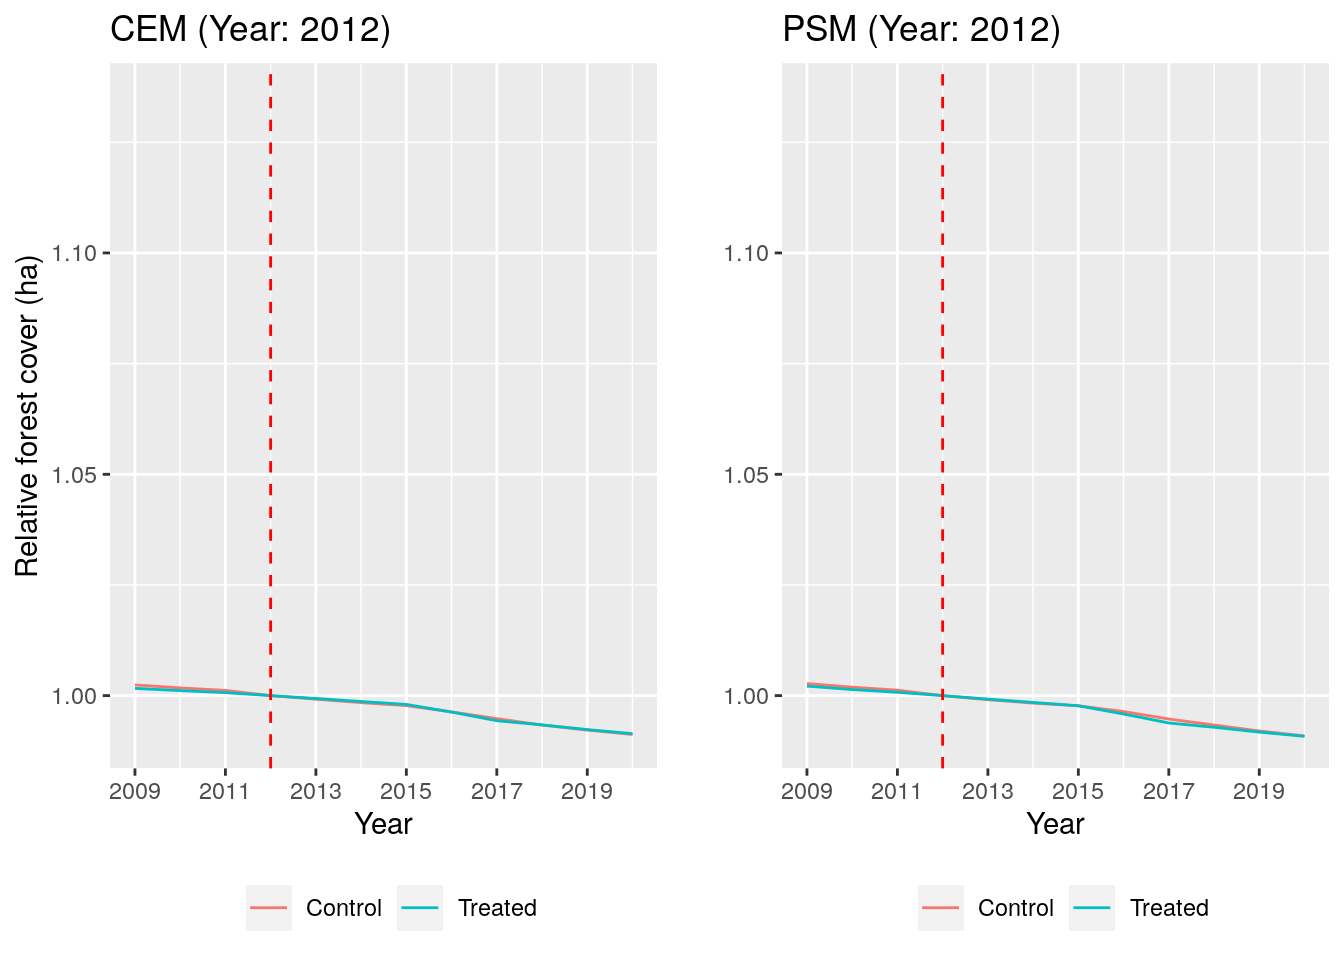 CEM (Year: 2012)
Relative forest cover (ha)
1.10
1.05
1.00
2009 2011 2013 2015 2017 2019
Year
Control Treated
PSM (Year: 2012)
1.10
1.05
1.00
2009 2011 2013 2015 2017 2019
Year
Control Treated